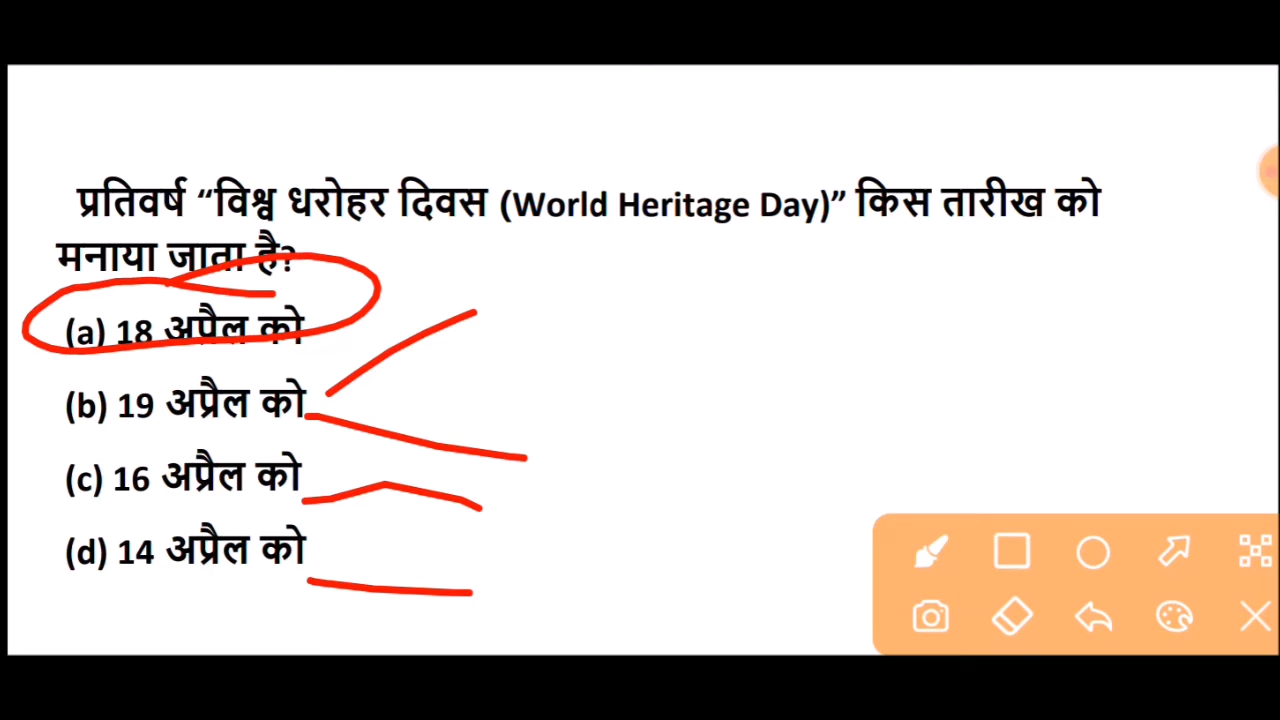 प्रतिवर्ष “विश्व धरोहर दिवस (World Heritage Day)” किस तारीख को
मनाया जाता है?
(a) 18 अप्रैल को
(b) 19 अप्रैल को
(c) 16 अप्रैल को
(d) 14 अप्रैल को